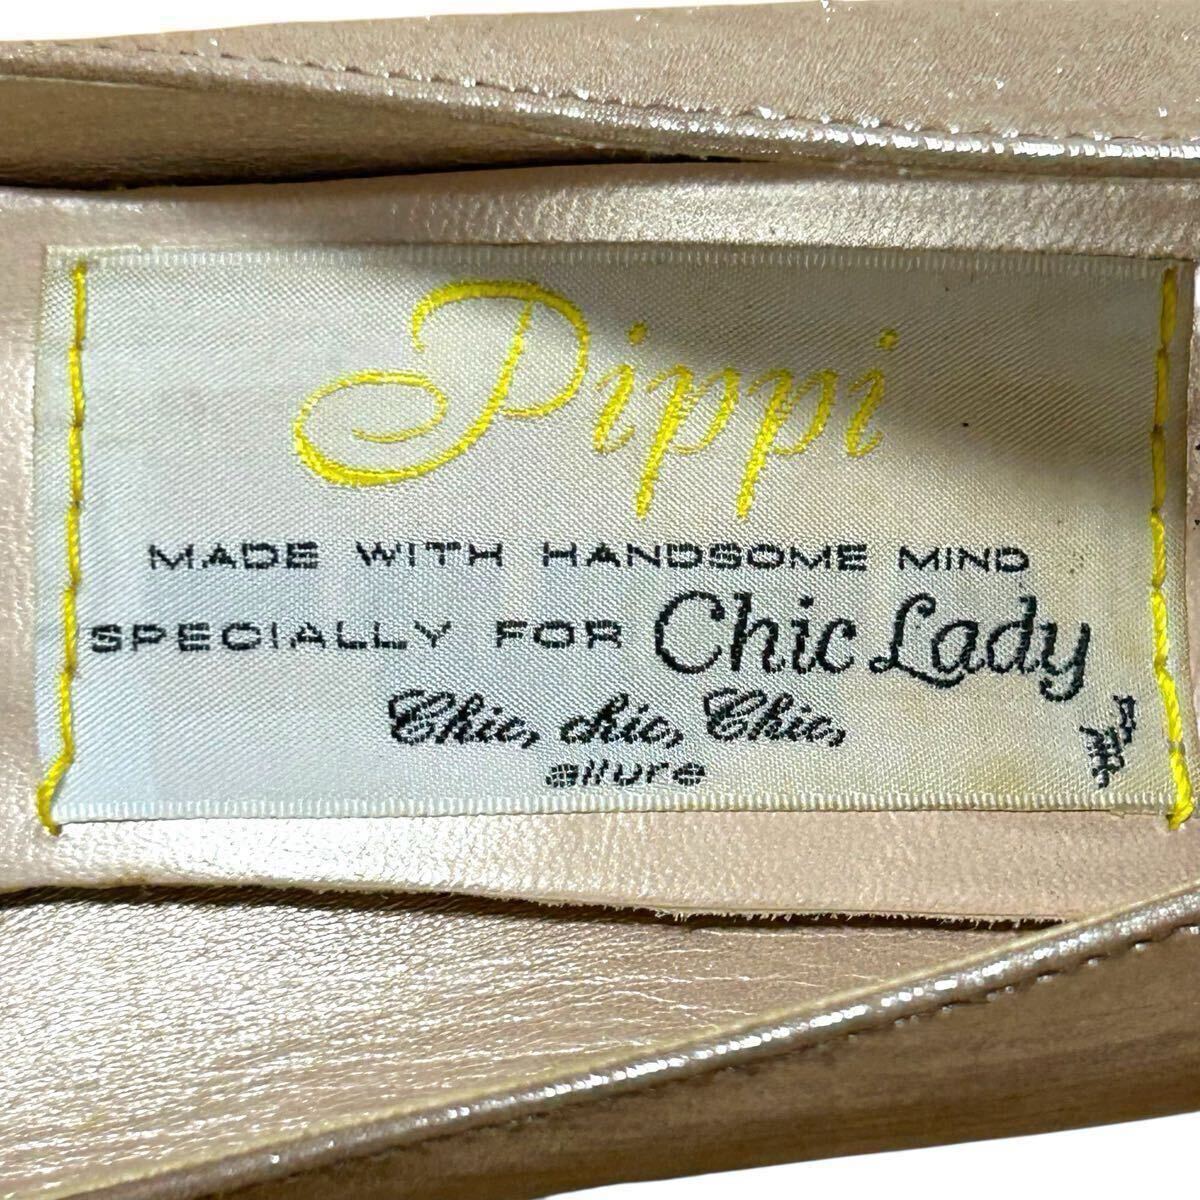 Pippi
MADE WITH HANDSOME MIND
SPECIALLY FOR Chic Lady
Chic, chic, Chic,
allure